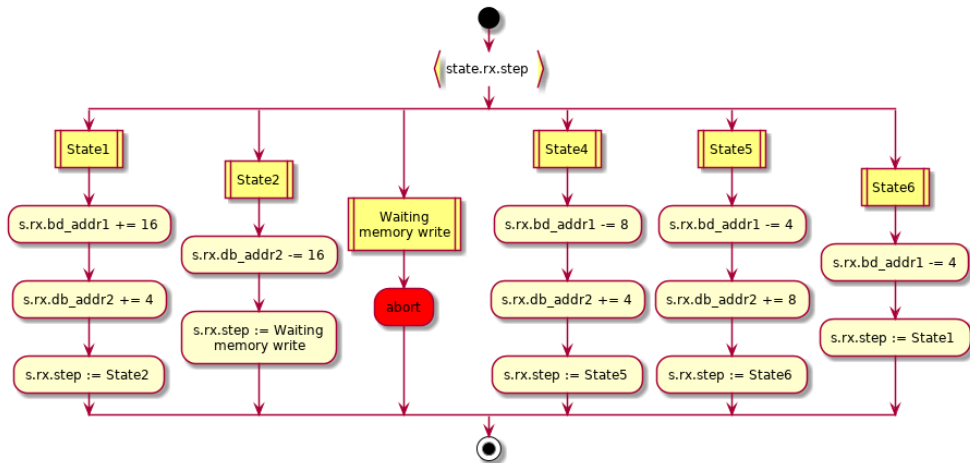 state.rx.step
State1
s.rx.bd_addr1 += 16
s.rx.db_addr2 += 4
s.rx.step := State2
State2
s.rx.db_addr2 -= 16
s.rx.step := Waiting
memory write
Waiting
memory write
abort
State4
s.rx.bd_addr1 -= 8
s.rx.db_addr2 += 4
s.rx.step := State5
State5
s.rx.bd_addr1 -= 4
s.rx.db_addr2 += 8
s.rx.step := State6
State6
s.rx.bd_addr1 -= 4
s.rx.step := State1